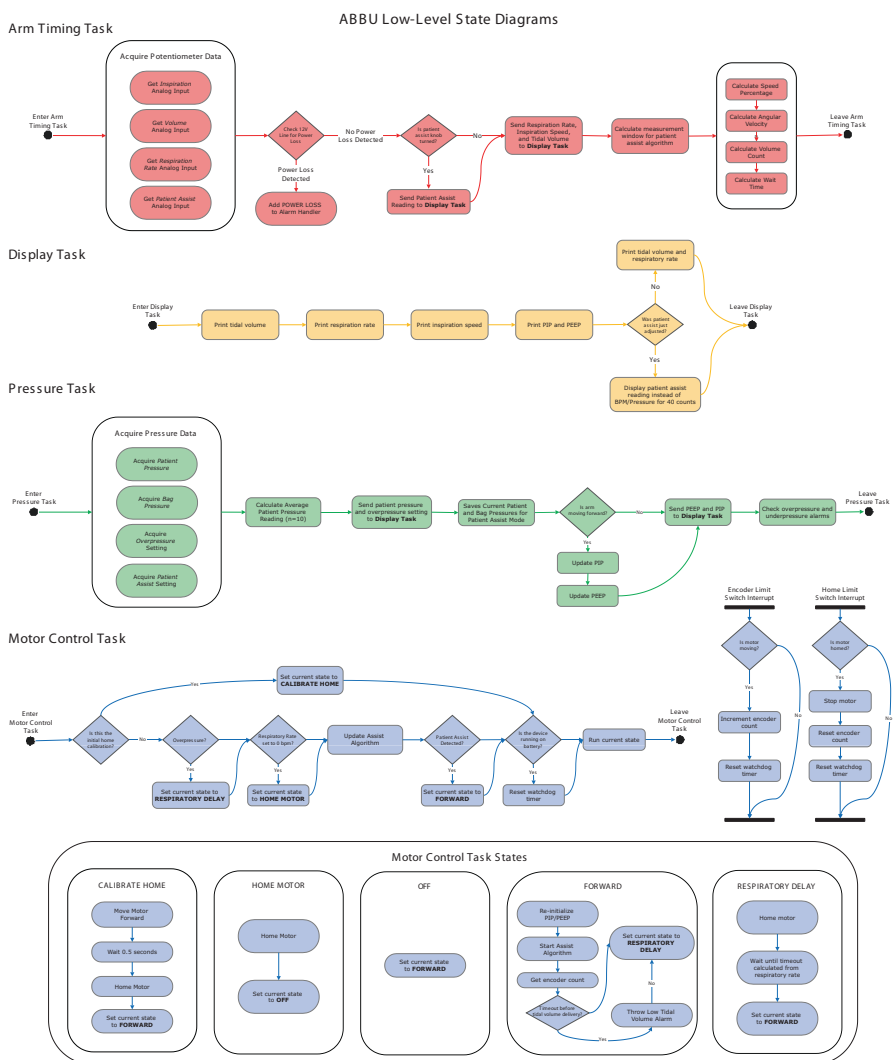 ABBU Low-Level State Diagrams
Arm Timing Task
Acquire Potentiometer Data
Get Inspiration
Analog Input
Get Volume
Analog Input
Get Respiration
Rate Analog Input
Get Patient Assist
Analog Input
Enter Arm
Timing Task
Check 12V
Line for Power
Loss
No Power
Loss Detected
Power Loss
Detected
Add POWER LOSS
to Alarm Handler
Is patient
assist knob
turned?
No
Yes
Send Patient Assist
Reading to Display Task
Send Respiration Rate,
Inspiration Speed,
and Tidal Volume
to Display Task
Calculate measurement
window for patient
assist algorithm
Calculate Speed
Percentage
Calculate Angular
Velocity
Calculate Volume
Count
Calculate Wait
Time
Leave Arm
Timing Task
Display Task
Enter Display
Task
Print tidal volume
Print respiration rate
Print inspiration speed
Print PIP and PEEP
Was patient
assist just
adjusted?
No
Print tidal volume and
respiratory rate
Yes
Display patient assist
reading instead of
BPM/Pressure for 40 counts
Leave Display
Task
Pressure Task
Acquire Pressure Data
Acquire Patient
Pressure
Acquire Bag
Pressure
Acquire
Overpressure
Setting
Acquire Patient
Assist Setting
Enter
Pressure Task
Calculate Average
Patient Pressure
Reading (n=10)
Send patient pressure
and overpressure setting
to Display Task
Saves Current Patient
and Bag Pressures for
Patient Assist Mode
Is arm
moving forward?
No
Yes
Update PIP
Update PEEP
Send PEEP and PIP
to Display Task
Check overpressure and
underpressure alarms
Leave
Pressure Task
Motor Control Task
Enter
Motor Control
Task
Is this the
initial home
calibration?
Yes
Set current state to
CALIBRATE HOME
No
Overpressure?
Yes
Set current state to
RESPIRATORY DELAY
Respiratory Rate
set to 0 bpm?
Yes
Set current state
to HOME MOTOR
Update Assist
Algorithm
Patient Assist
Detected?
Yes
Set current state to
FORWARD
Is the device
running on
battery?
Yes
Reset watchdog
timer
Run current state
Leave
Motor Control
Task
Encoder Limit
Switch Interrupt
Is motor
moving?
Yes
No
Increment encoder
count
Reset watchdog
timer
Home Limit
Switch Interrupt
Is motor
homed?
Yes
No
Stop motor
Reset encoder
count
Reset watchdog
timer
Motor Control Task States
CALIBRATE HOME
Move Motor
Forward
Wait 0.5 seconds
Home Motor
Set current state
to FORWARD
HOME MOTOR
Home Motor
Set current state
to OFF
OFF
Set current state
to FORWARD
FORWARD
Re-initialize
PIP/PEEP
Start Assist
Algorithm
Get encoder count
Timeout before
tidal volume delivery?
Yes
Throw Low Tidal
Volume Alarm
No
Set current state to
RESPIRATORY
DELAY
RESPIRATORY DELAY
Home motor
Wait until timeout
calculated from
respiratory rate
Set current state
to FORWARD